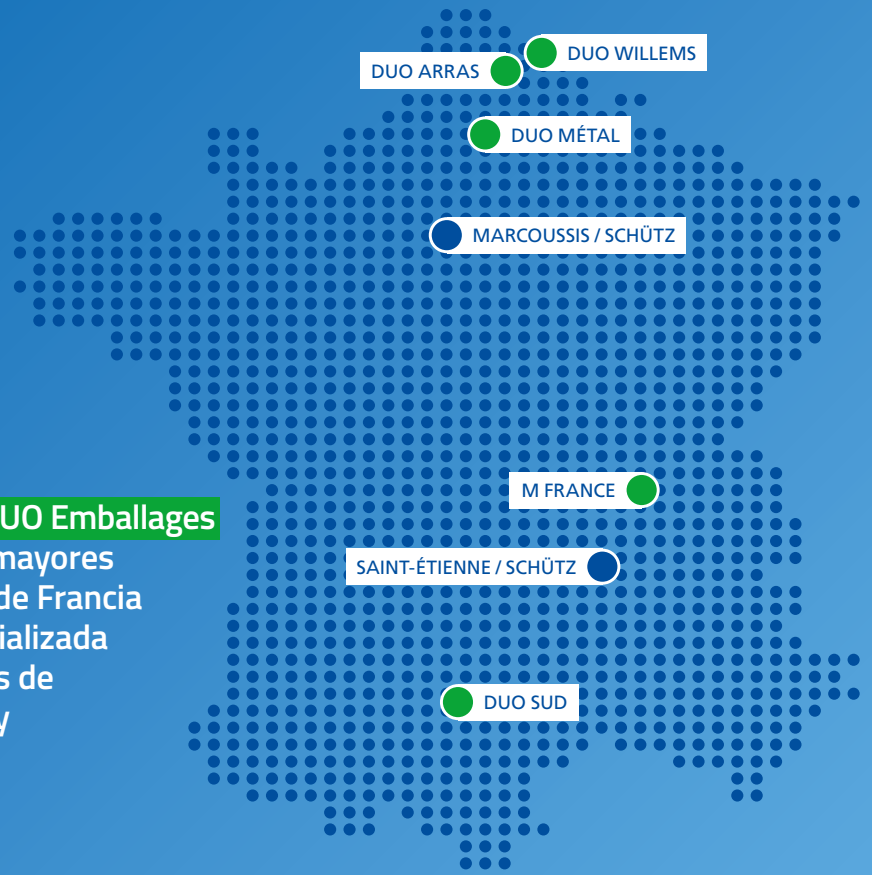 DUO WILLEMS
DUO ARRAS
DUO MÉTAL
MARCOUSSIS / SCHÜTZ
M FRANCE
SAINT-ÉTIENNE / SCHÜTZ
DUO SUD
UO Emballages
mayores
de Francia
ializada
s de
y